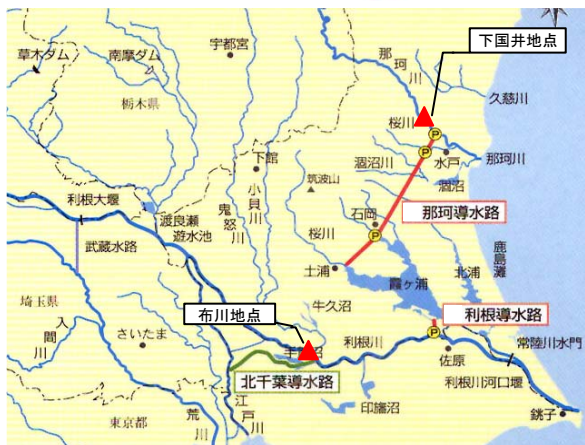 下国井地点
草木ダム
南摩ダム
宇都宮
那珂川
久慈川
栃木県
桜川
P
水戸
那珂川
P
涸沼川
涸沼
下館
小貝川
鬼怒川
筑波山
利根大堰
渡良瀬
遊水池
石岡
P
那珂導水路
武蔵水路
桜川
土浦
霞ヶ浦
北浦
鹿島灘
埼玉県
入間川
布川地点
牛久沼
利根導水路
さいたま
手賀沼
利根川
P
佐原
常陸川水門
北千葉導水路
印旛沼
利根川河口堰
東京都
荒川
江戸川
銚子